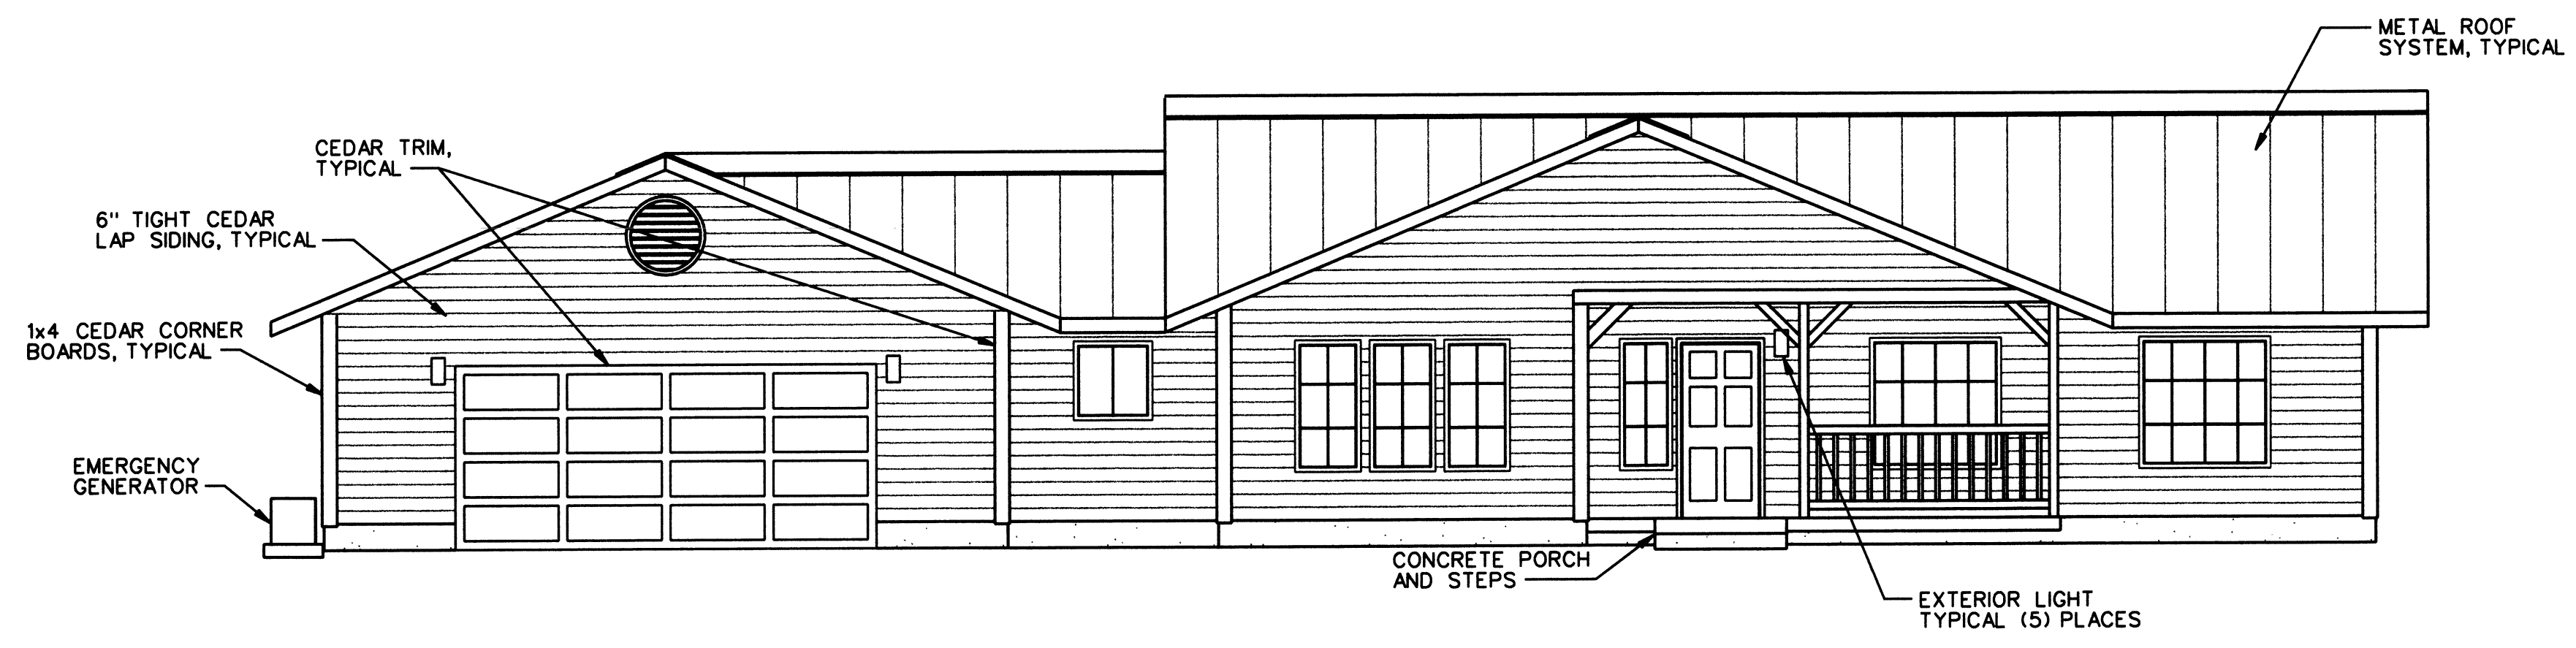 METAL ROOF
SYSTEM, TYPICAL
CEDAR TRIM,
TYPICAL
6" TIGHT CEDAR
LAP SIDING, TYPICAL
1x4 CEDAR CORNER
BOARDS, TYPICAL
EMERGENCY
GENERATOR
CONCRETE PORCH
AND STEPS
EXTERIOR LIGHT
TYPICAL (5) PLACES